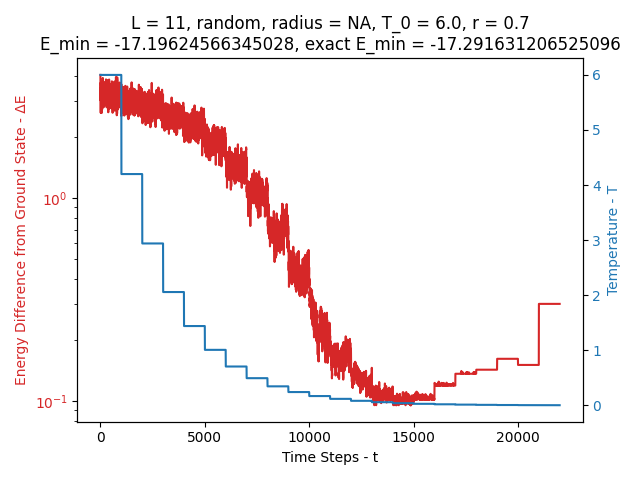 L = 11, random, radius = NA, T_0 = 6.0, r = 0.7
E_min = -17.19624566345028, exact E_min = -17.291631206525096
Energy Difference from Ground State - ΔE
10^0
10^-1
6
5
4
3
2
1
0
Temperature - T
0
5000
10000
15000
20000
Time Steps - t